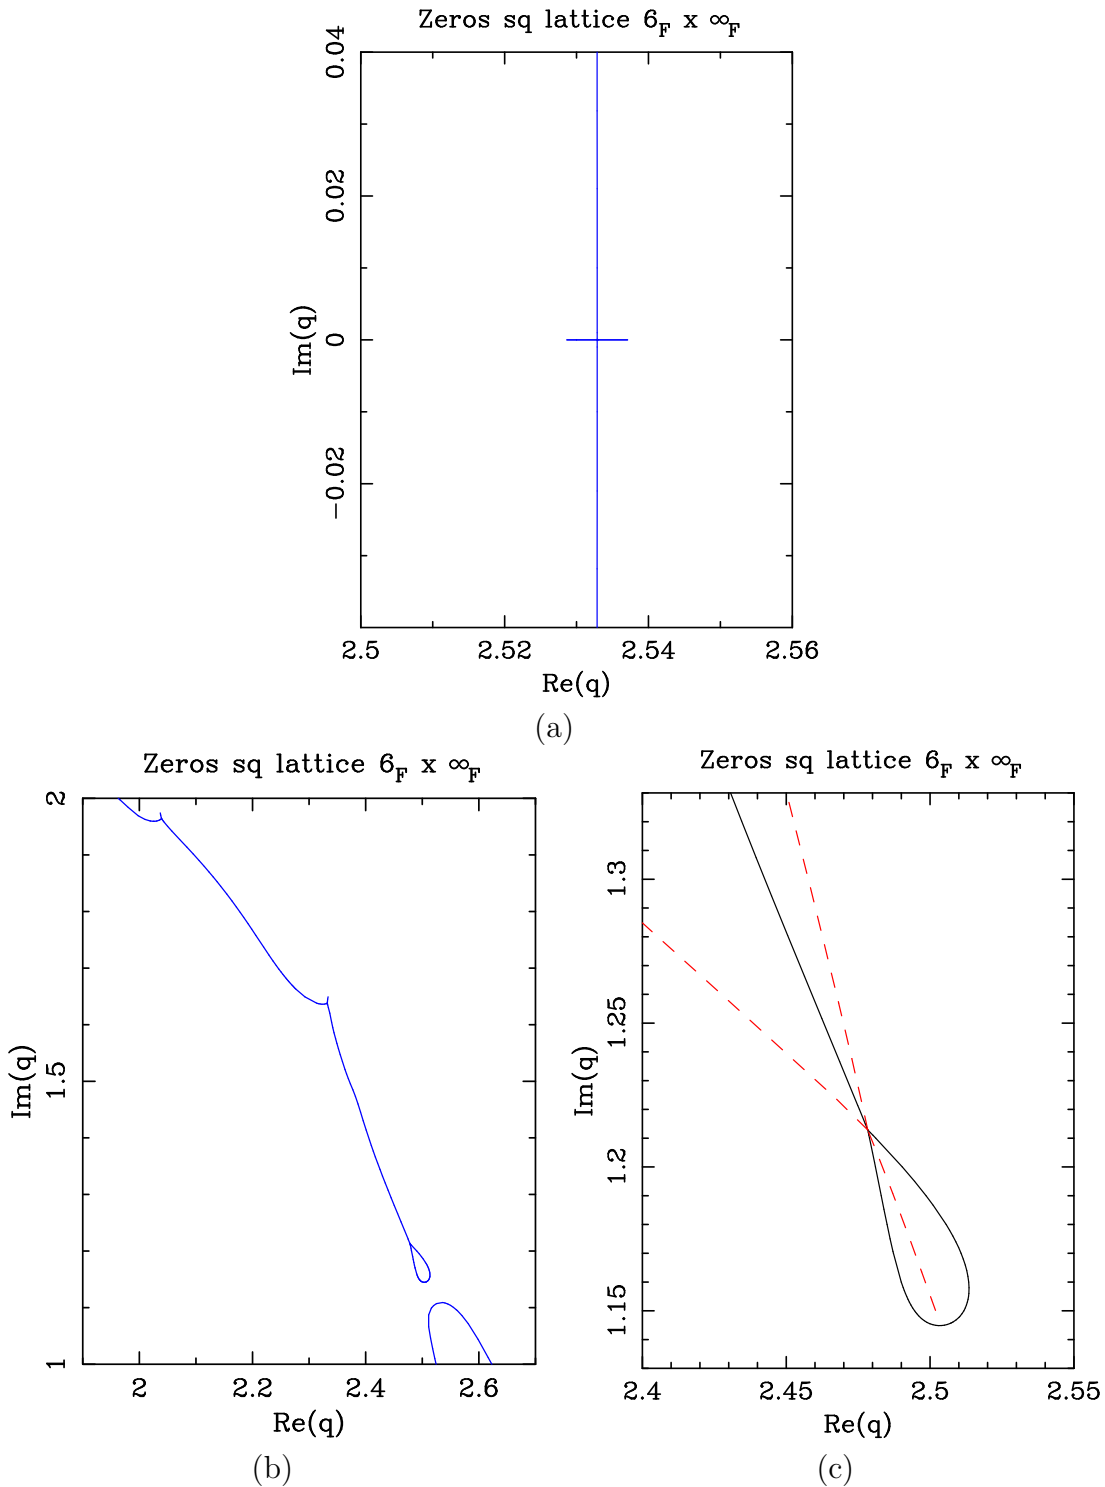 Zeros sq lattice 6F x ∞F
0.04
0.02
0
−0.02
Im(q)
2.5 2.52 2.54 2.56
Re(q)
(a)
Zeros sq lattice 6F x ∞F
2
1.5
1
Im(q)
2 2.2 2.4 2.6
Re(q)
(b)
Zeros sq lattice 6F x ∞F
1.3
1.25
1.2
1.15
Im(q)
2.4 2.45 2.5 2.55
Re(q)
(c)